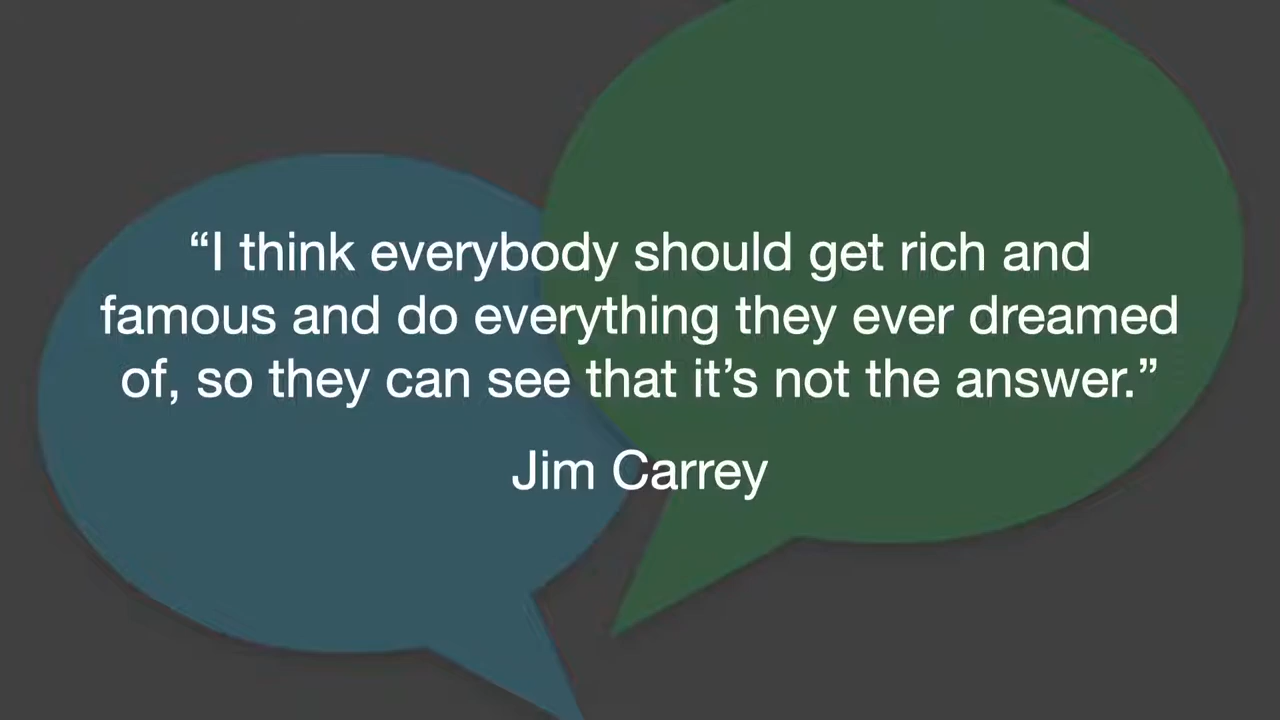 “I think everybody should get rich and
famous and do everything they ever dreamed
of, so they can see that it’s not the answer.”
Jim Carrey